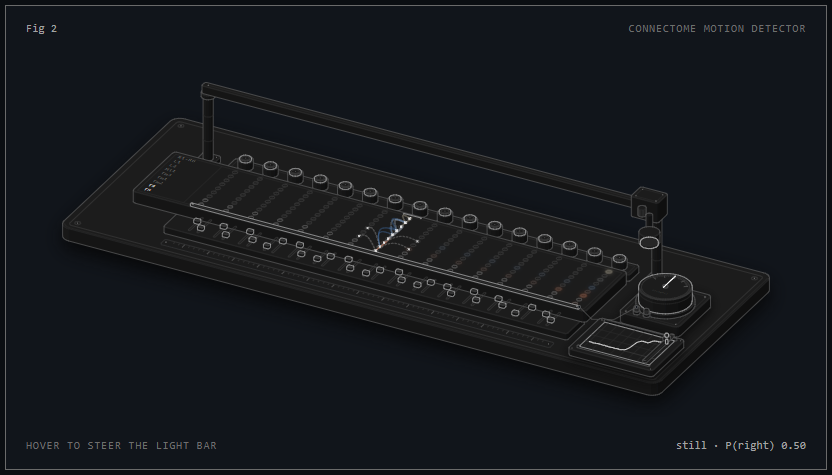 Fig 2
CONNECTOME MOTION DETECTOR
HOVER TO STEER THE LIGHT BAR
still · P(right) 0.50